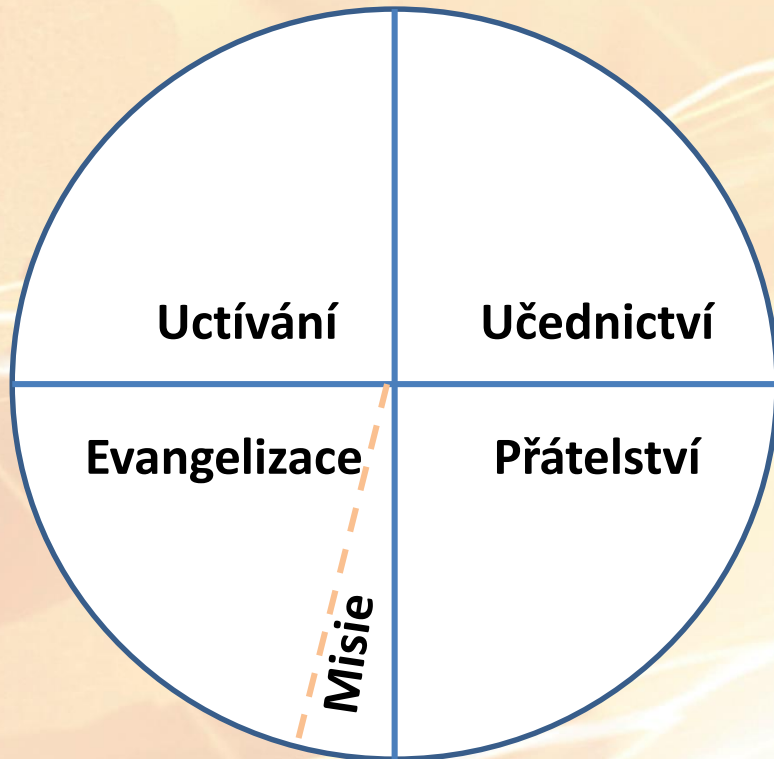 Uctívání
Učednictví
Evangelizace
Přátelství
Misie